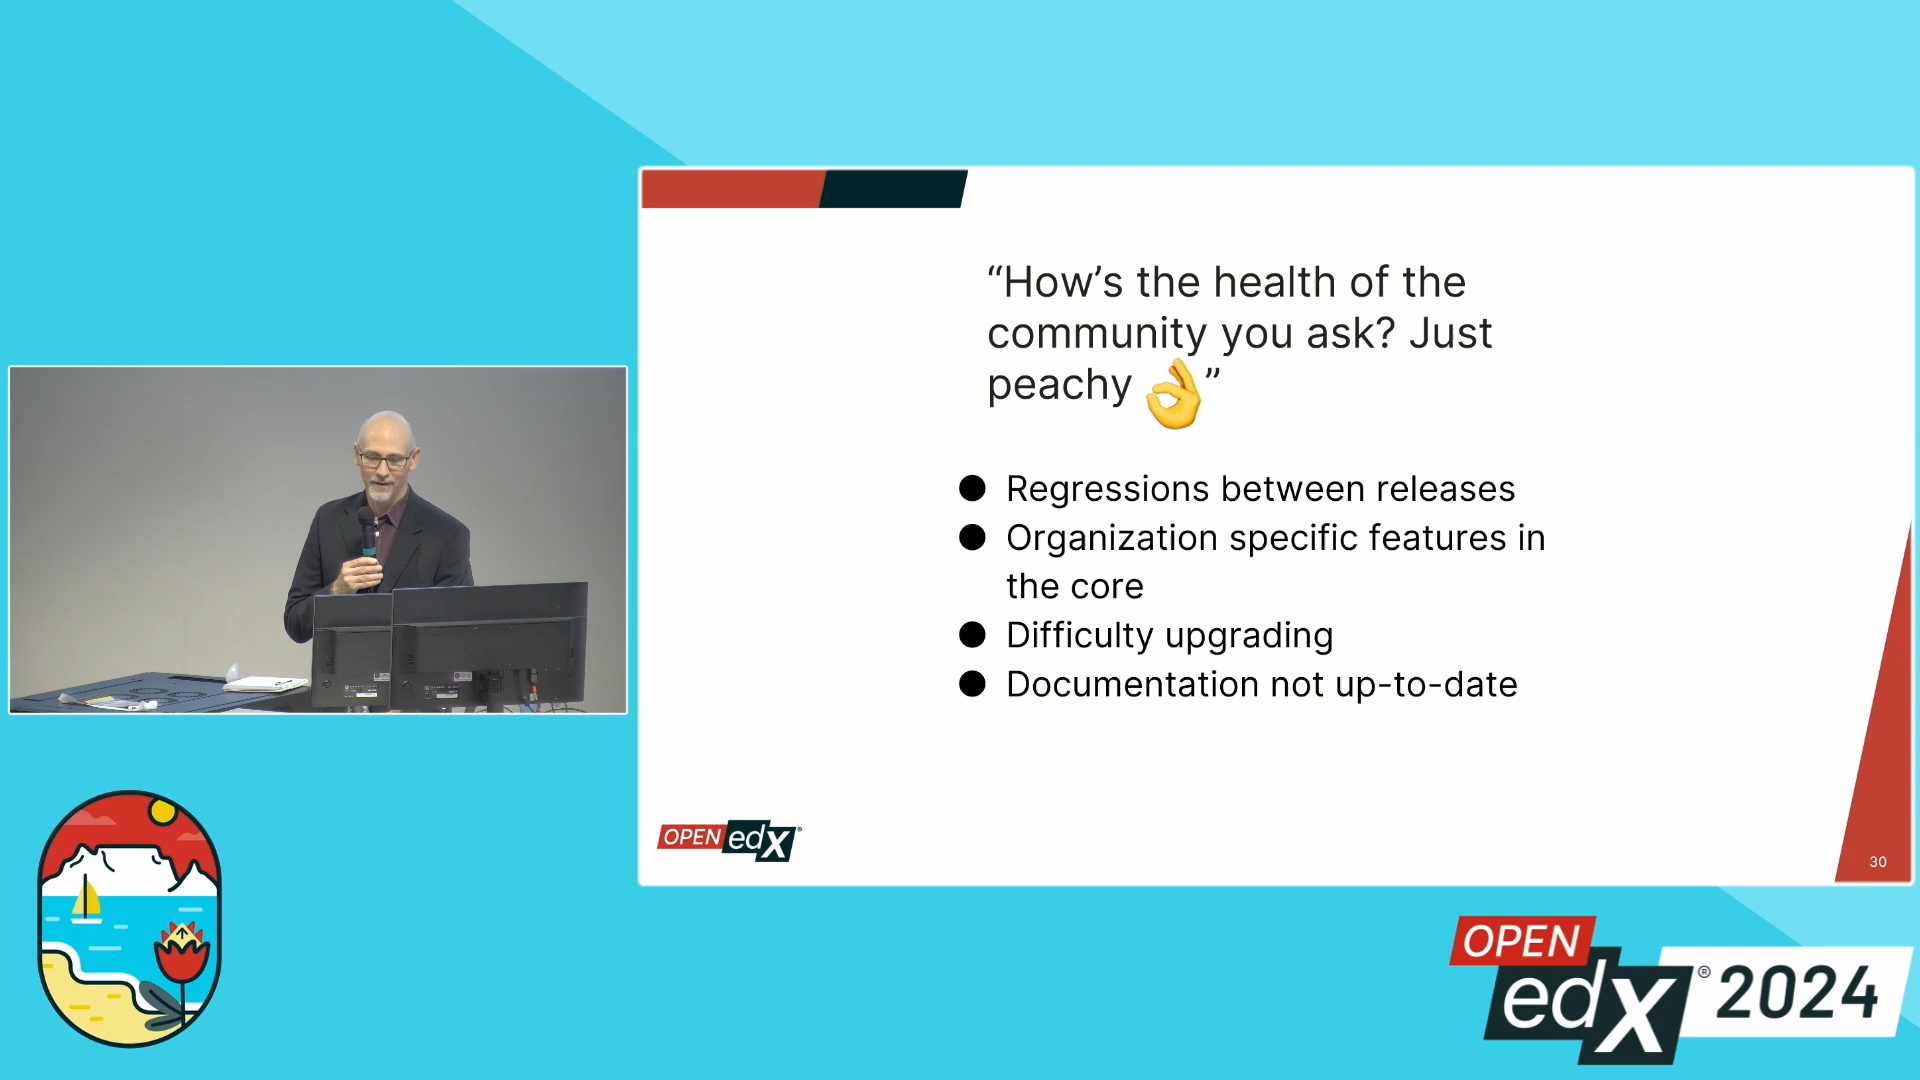 “How’s the health of the
community you ask? Just
peachy 👌”
● Regressions between releases
● Organization specific features in
the core
● Difficulty upgrading
● Documentation not up-to-date
OPEN edX®
30
OPEN
edX® 2024